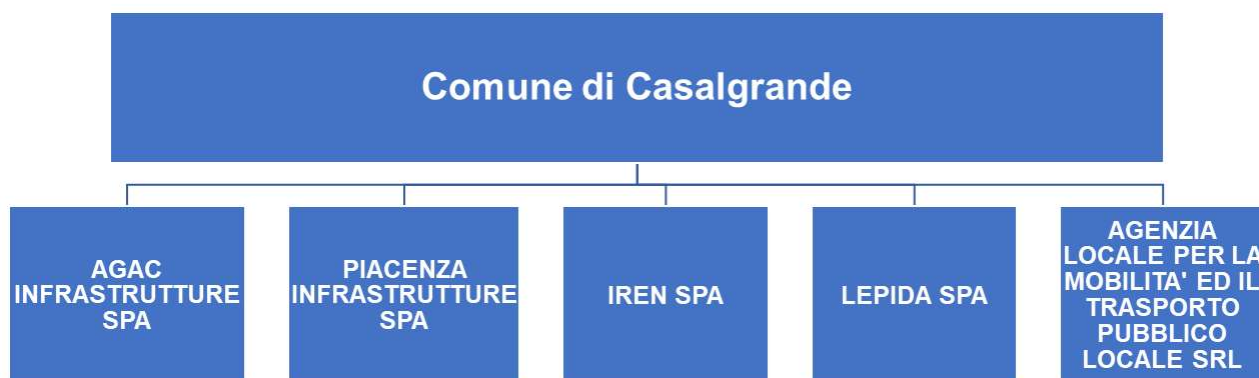 Comune di Casalgrande
AGAC
INFRASTRUTTURE
SPA
PIACENZA
INFRASTRUTTURE
SPA
IREN SPA
LEPIDA SPA
AGENZIA
LOCALE PER LA
MOBILITA' ED IL
TRASPORTO
PUBBLICO
LOCALE SRL